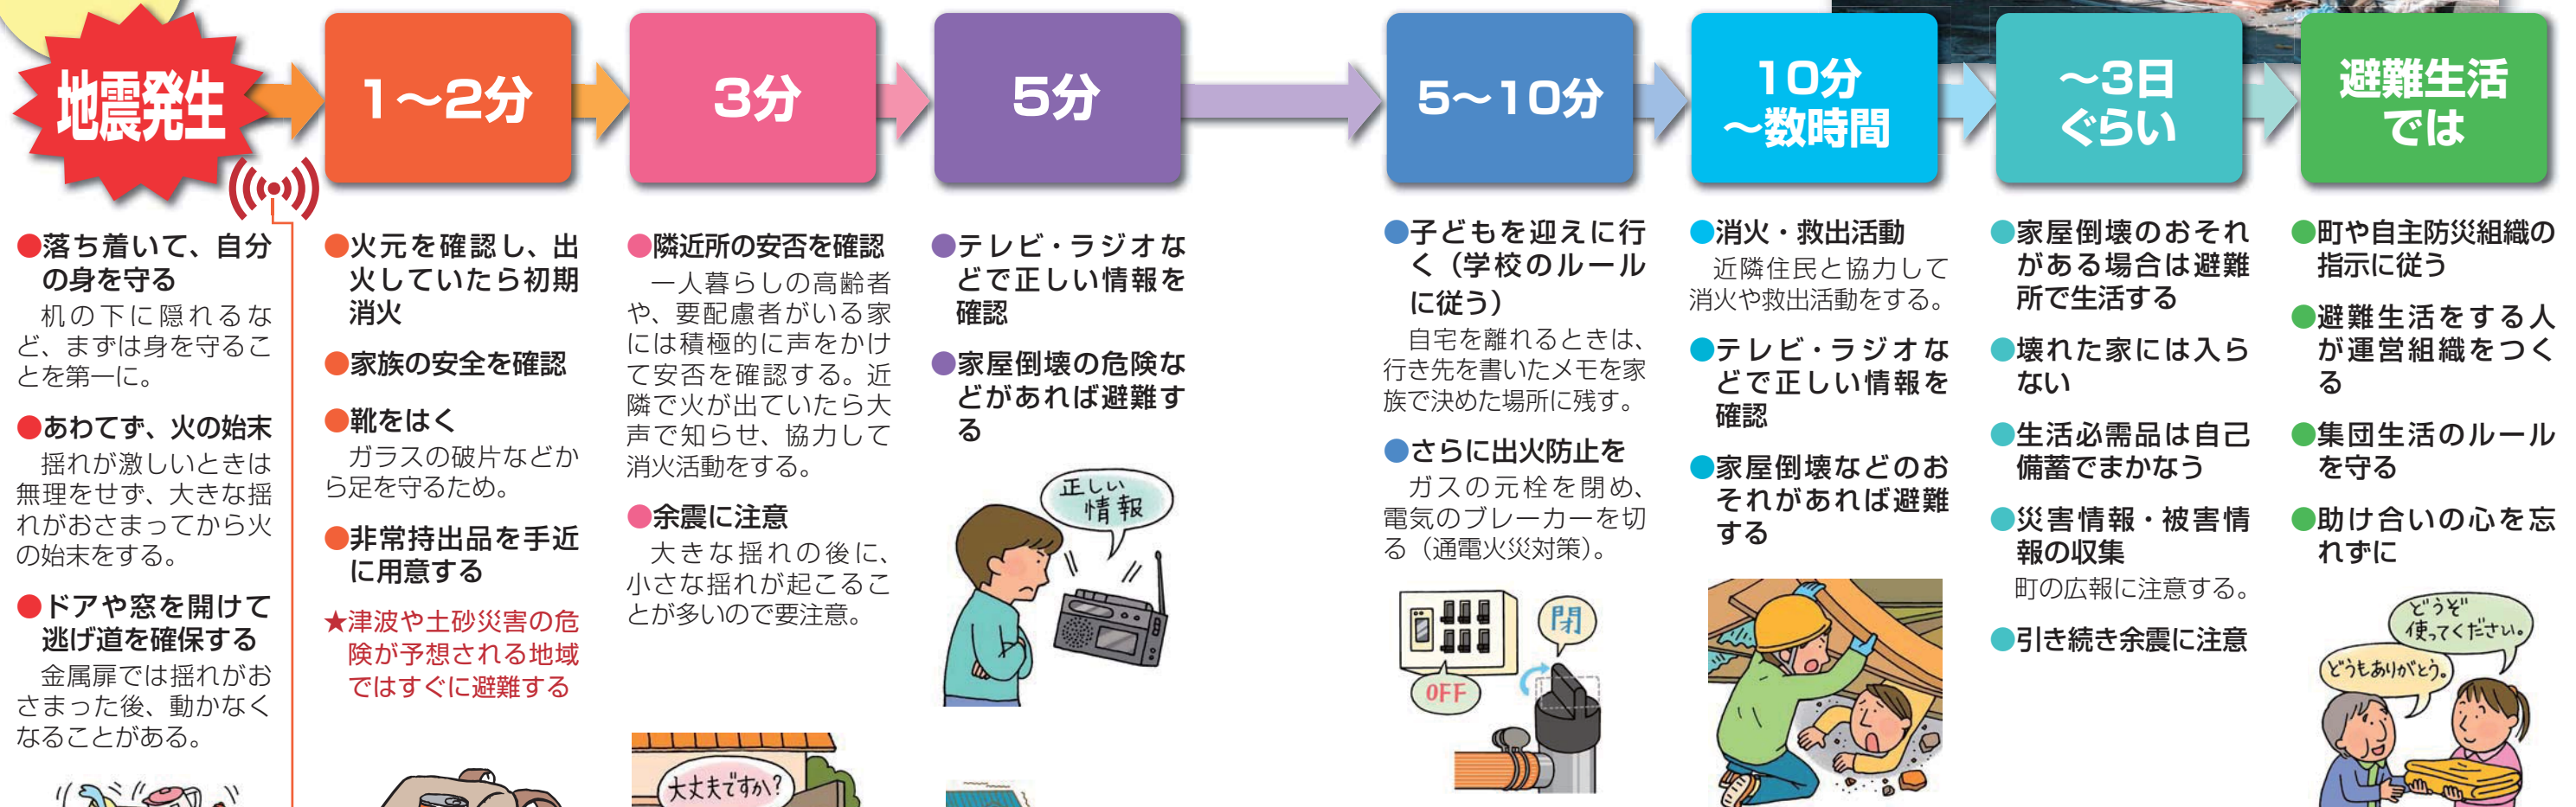 地震発生
●落ち着いて、自分
の身を守る
机の下に隠れるな
ど、まずは身を守るこ
とを第一に。
●あわてず、火の始末
揺れが激しいときは
無理をせず、大きな揺
れがおさまってから火
の始末をする。
●ドアや窓を開けて
逃げ道を確保する
金属扉では揺れがお
さまった後、動かなく
なることがある。
1～2分
●火元を確認し、出
火していたら初期
消火
●家族の安全を確認
●靴をはく
ガラスの破片などか
ら足を守るため。
●非常持出品を手近
に用意する
★津波や土砂災害の危
険が予想される地域
ではすぐに避難する
3分
●隣近所の安否を確認
一人暮らしの高齢者
や、要配慮者がいる家
には積極的に声をかけ
て安否を確認する。近
隣で火が出ていたら大
声で知らせ、協力して
消火活動をする。
●余震に注意
大きな揺れの後に、
小さな揺れが起こるこ
とが多いので要注意。
大丈夫ですか?
5分
●テレビ・ラジオな
どで正しい情報を
確認
●家屋倒壊の危険な
どがあれば避難す
る
正しい
情報
5～10分
●子どもを迎えに行
く（学校のルール
に従う）
自宅を離れるときは、
行き先を書いたメモを家
族で決めた場所に残す。
●さらに出火防止を
ガスの元栓を閉め、
電気のブレーカーを切
る（通電火災対策）。
閉
OFF
10分
～数時間
●消火・救出活動
近隣住民と協力して
消火や救出活動をする。
●テレビ・ラジオな
どで正しい情報を
確認
●家屋倒壊などのお
それがあれば避難
する
～3日
ぐらい
●家屋倒壊のおそれ
がある場合は避難
所で生活する
●壊れた家には入ら
ない
●生活必需品は自己
備蓄でまかなう
●災害情報・被害情
報の収集
町の広報に注意する。
●引き続き余震に注意
避難生活
では
●町や自主防災組織の
指示に従う
●避難生活をする人
が運営組織をつく
る
●集団生活のルール
を守る
●助け合いの心を忘
れずに
どうぞ
使ってください。
どうもありがとう。